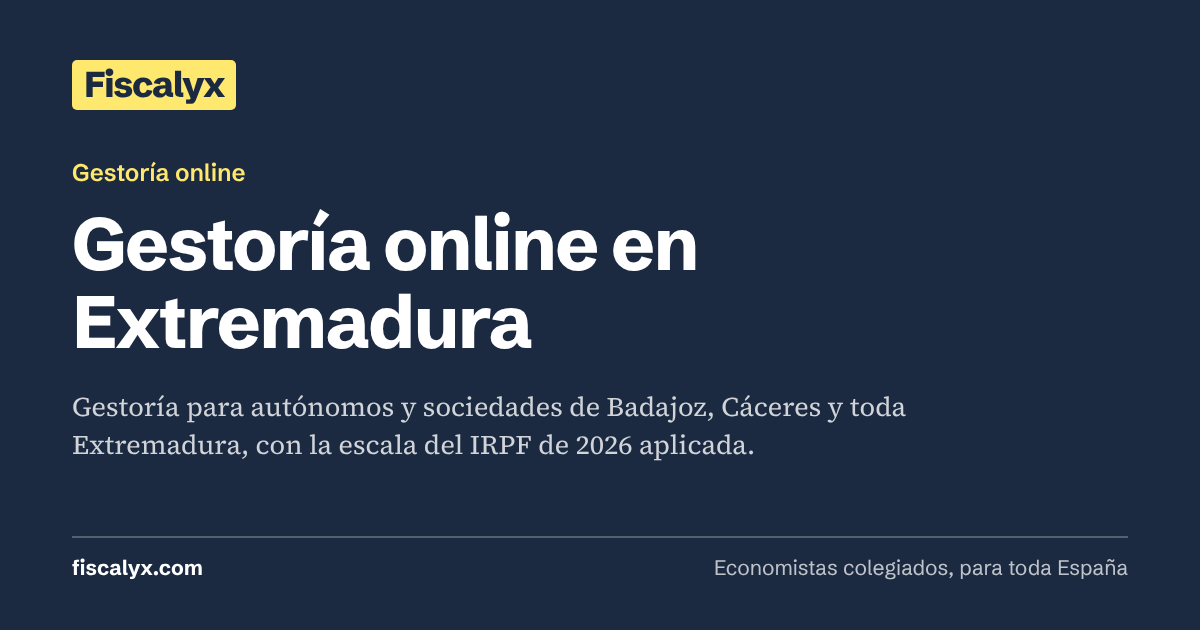 Fiscalyx
Gestoría online
Gestoría online en
Extremadura
Gestoría para autónomos y sociedades de Badajoz, Cáceres y toda
Extremadura, con la escala del IRPF de 2026 aplicada.
fiscalyx.com
Economistas colegiados, para toda España